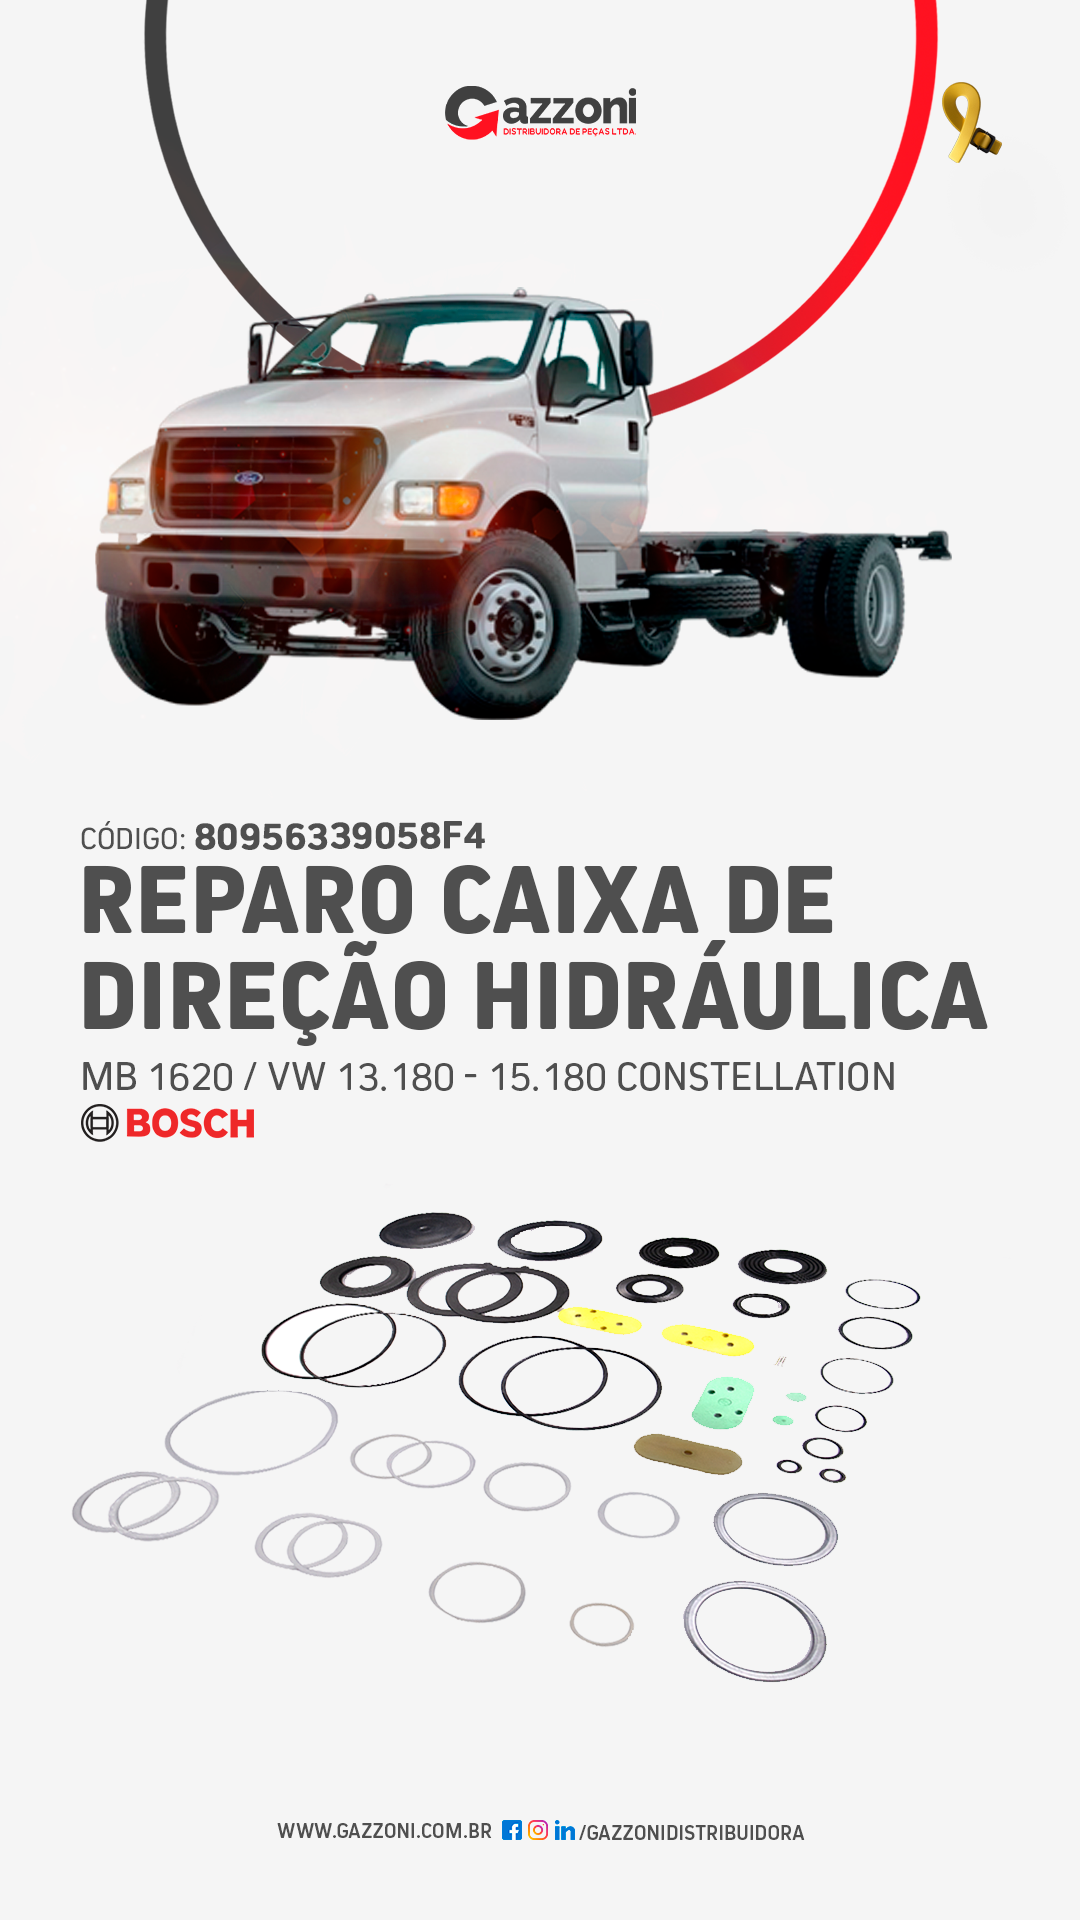 Gazzoni
DISTRIBUIDORA DE PEÇAS LTDA.
Ford
CÓDIGO: 80956339058F4
REPARO CAIXA DE
DIREÇÃO HIDRÁULICA
MB 1620 / VW 13.180 - 15.180 CONSTELLATION
BOSCH
WWW.GAZZONI.COM.BR /GAZZONIDISTRIBUIDORA